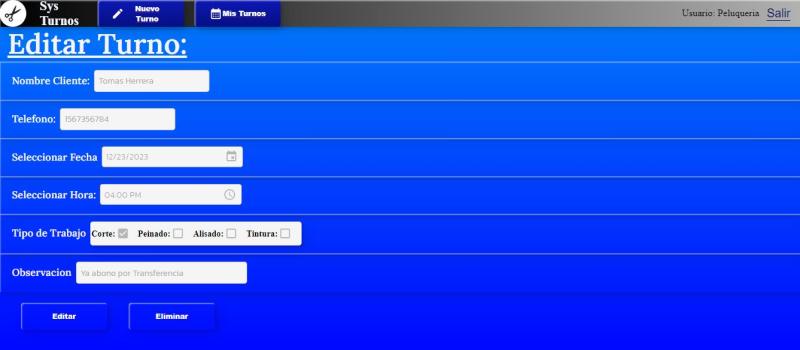 Sys
Turnos
Nuevo
Turno
Mis Turnos
Usuario: Peluqueria
Salir
Editar Turno:
Nombre Cliente: Tomas Herrera
Telefono: 1567356784
Seleccionar Fecha 12/23/2023
Seleccionar Hora: 04:00 PM
Tipo de Trabajo Corte: Peinado: Alisado: Tintura:
Observacion Ya abono por Transferencia
Editar Eliminar